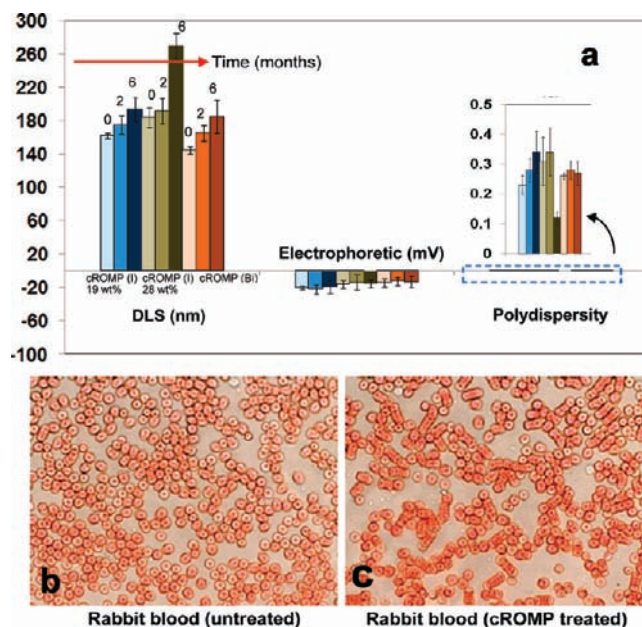 300
260
220
180
140
100
60
20
-20
-60
-100
a
Time (months)
0 2 6 0 2 6 0 2 6
cROMP (I) 19 wt%
cROMP (I) 28 wt%
cROMP (BI)
DLS (nm)
Electrophoretic (mV)
0.5
0.4
0.3
0.2
0.1
0
Polydispersity
b
c
Rabbit blood (untreated)
Rabbit blood (cROMP treated)